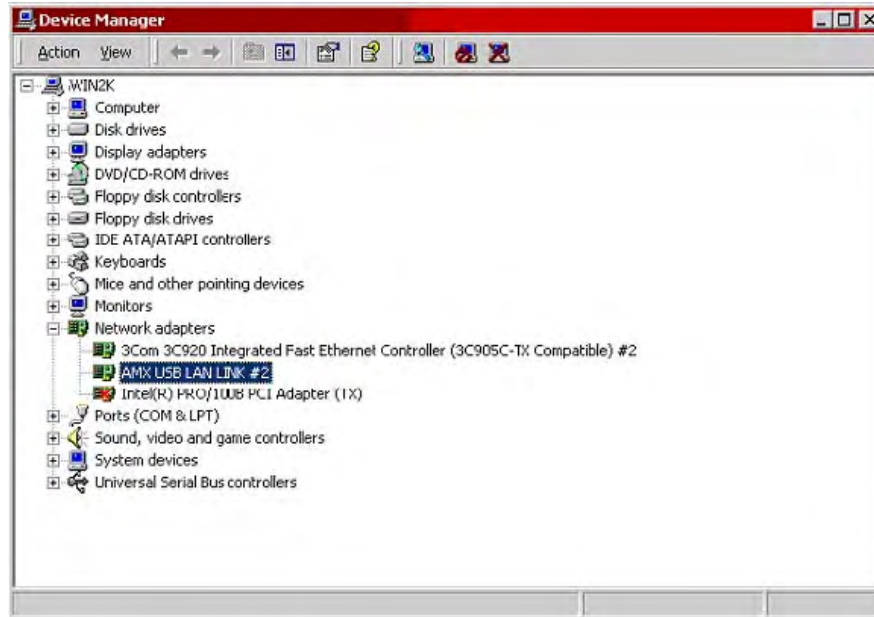 Device Manager
Action View
WIN2K
Computer
Disk drives
Display adapters
DVD/CD-ROM drives
Floppy disk controllers
Floppy disk drives
IDE ATA/ATAPI controllers
Keyboards
Mice and other pointing devices
Monitors
Network adapters
3Com 3C920 Integrated Fast Ethernet Controller (3C905C-TX Compatible) #2
AMX USB LAN LINK #2
Intel(R) PRO/100B PCI Adapter (TX)
Ports (COM & LPT)
Sound, video and game controllers
System devices
Universal Serial Bus controllers